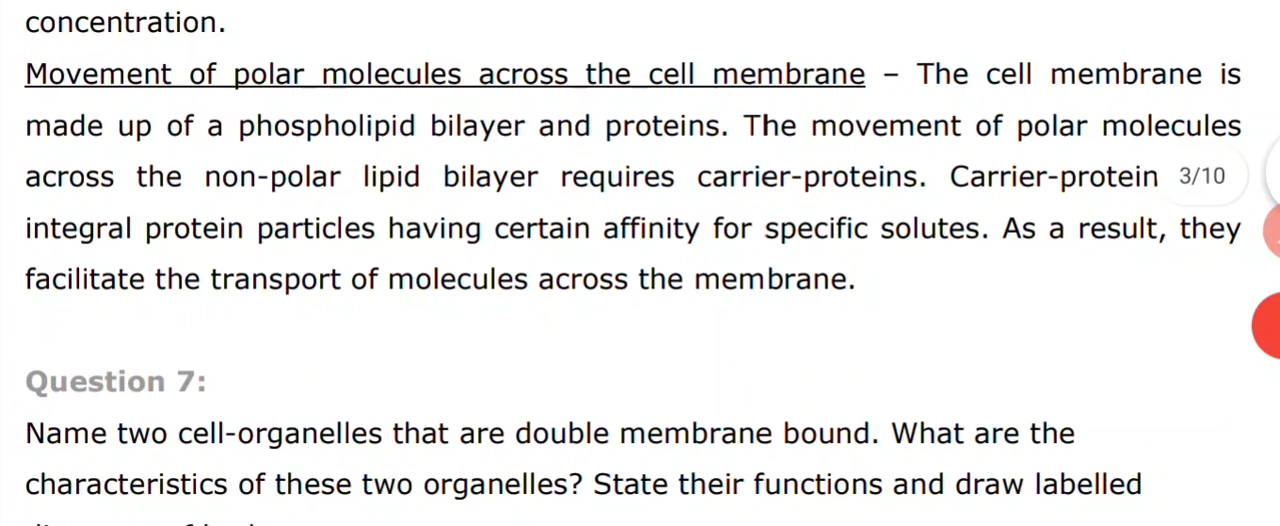 concentration.
Movement of polar molecules across the cell membrane – The cell membrane is
made up of a phospholipid bilayer and proteins. The movement of polar molecules
across the non-polar lipid bilayer requires carrier-proteins. Carrier-protein 3/10
integral protein particles having certain affinity for specific solutes. As a result, they
facilitate the transport of molecules across the membrane.
Question 7:
Name two cell-organelles that are double membrane bound. What are the
characteristics of these two organelles? State their functions and draw labelled